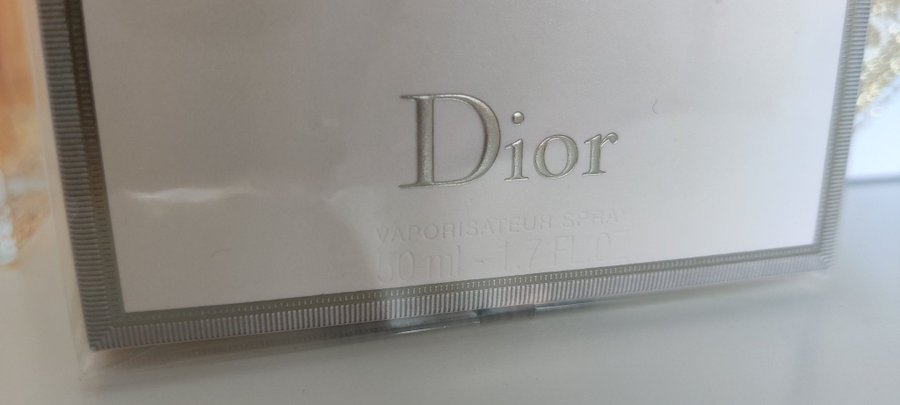 Dior
VAPORISATEUR SPRAY
50 ml - 1.7 FL.OZ